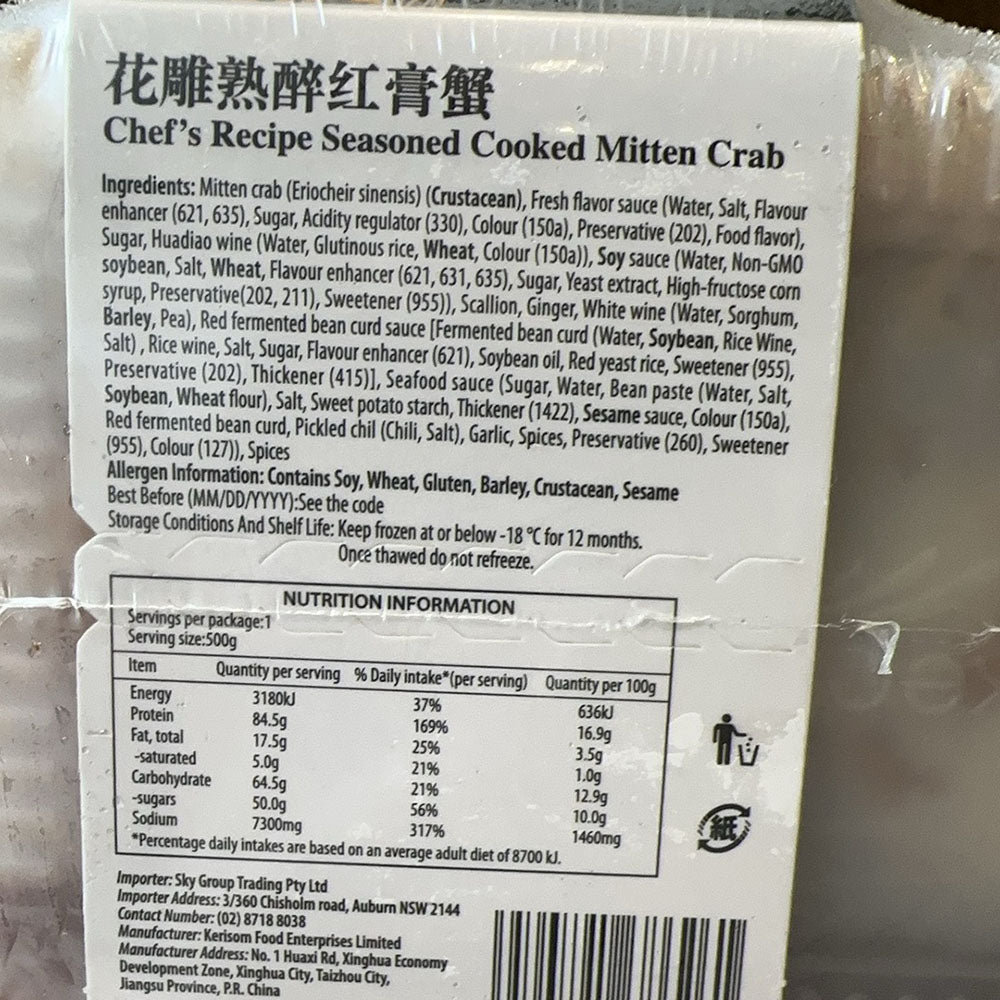 花雕熟醉红膏蟹
Chef's Recipe Seasoned Cooked Mitten Crab
Ingredients: Mitten crab (Eriocheir sinensis) (Crustacean), Fresh flavor sauce (Water, Salt, Flavour
enhancer (621, 635), Sugar, Acidity regulator (330), Colour (150a), Preservative (202), Food flavor),
Sugar, Huadiao wine (Water, Glutinous rice, Wheat, Colour (150a)), Soy sauce (Water, Non-GMO
soybean, Salt, Wheat, Flavour enhancer (621, 631, 635), Sugar, Yeast extract, High-fructose corn
syrup, Preservative(202, 211), Sweetener (955)), Scallion, Ginger, White wine (Water, Sorghum,
Barley, Pea), Red fermented bean curd sauce [Fermented bean curd (Water, Soybean, Rice Wine,
Salt) , Rice wine, Salt, Sugar, Flavour enhancer (621), Soybean oil, Red yeast rice, Sweetener (955),
Preservative (202), Thickener (415)], Seafood sauce (Sugar, Water, Bean paste (Water, Salt,
Soybean, Wheat flour), Salt, Sweet potato starch, Thickener (1422), Sesame sauce, Colour (150a),
Red fermented bean curd, Pickled chil (Chili, Salt), Garlic, Spices, Preservative (260), Sweetener
(955), Colour (127)), Spices
Allergen Information: Contains Soy, Wheat, Gluten, Barley, Crustacean, Sesame
Best Before (MM/DD/YYYY):See the code
Storage Conditions And Shelf Life: Keep frozen at or below -18 °C for 12 months.
Once thawed do not refreeze.
NUTRITION INFORMATION
Servings per package:1
Serving size:500g
Item Quantity per serving % Daily intake*(per serving) Quantity per 100g
Energy 3180kJ 37% 636kJ
Protein 84.5g 169% 16.9g
Fat, total 17.5g 25% 3.5g
-saturated 5.0g 21% 1.0g
Carbohydrate 64.5g 21% 12.9g
-sugars 50.0g 56% 10.0g
Sodium 7300mg 317% 1460mg
*Percentage daily intakes are based on an average adult diet of 8700 kJ.
紙
Importer: Sky Group Trading Pty Ltd
Importer Address: 3/360 Chisholm road, Auburn NSW 2144
Contact Number: (02) 8718 8038
Manufacturer: Kerisom Food Enterprises Limited
Manufacturer Address: No. 1 Huaxi Rd, Xinghua Economy
Development Zone, Xinghua City, Taizhou City,
Jiangsu Province, P.R. China